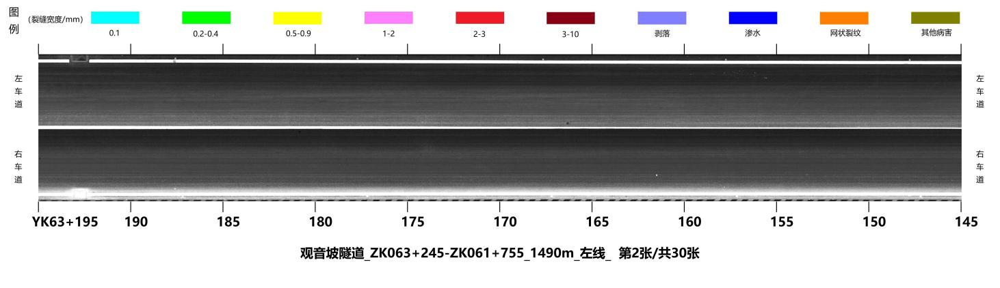 图例
(裂缝宽度/mm)
0.1 0.2-0.4 0.5-0.9 1-2 2-3 3-10 剥落 渗水 网状裂纹 其他病害
左车道
左车道
右车道
右车道
YK63+195 190 185 180 175 170 165 160 155 150 145
观音坡隧道_ZK063+245-ZK061+755_1490m_左线_ 第2张/共30张